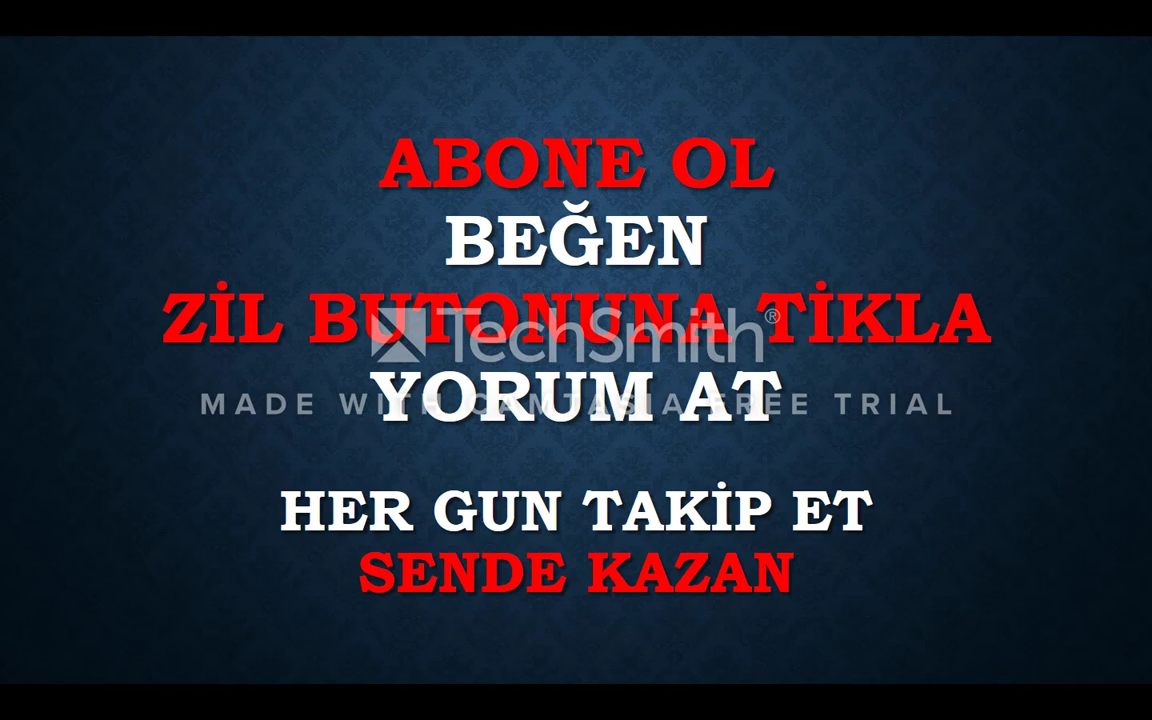 ABONE OL
BEĞEN
ZİL BUTONUNA TİKLA
TechSmith®
YORUM AT
MADE WITH CAMTASIA FREE TRIAL
HER GUN TAKİP ET
SENDE KAZAN